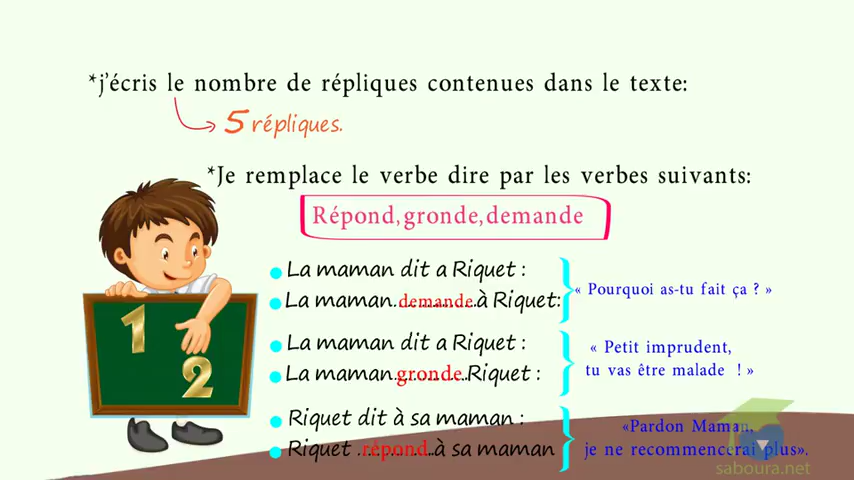 *j'écris le nombre de répliques contenues dans le texte:
5 répliques.
*Je remplace le verbe dire par les verbes suivants:
Répond,gronde,demande
La maman dit a Riquet :
La maman..demande..à Riquet:
« Pourquoi as-tu fait ça ? »
La maman dit a Riquet :
La maman.gronde..Riquet :
« Petit imprudent,
tu vas être malade ! »
Riquet dit à sa maman :
Riquet ..répond..à sa maman
«Pardon Maman,
je ne recommencerai plus».
1
2
saboura.net